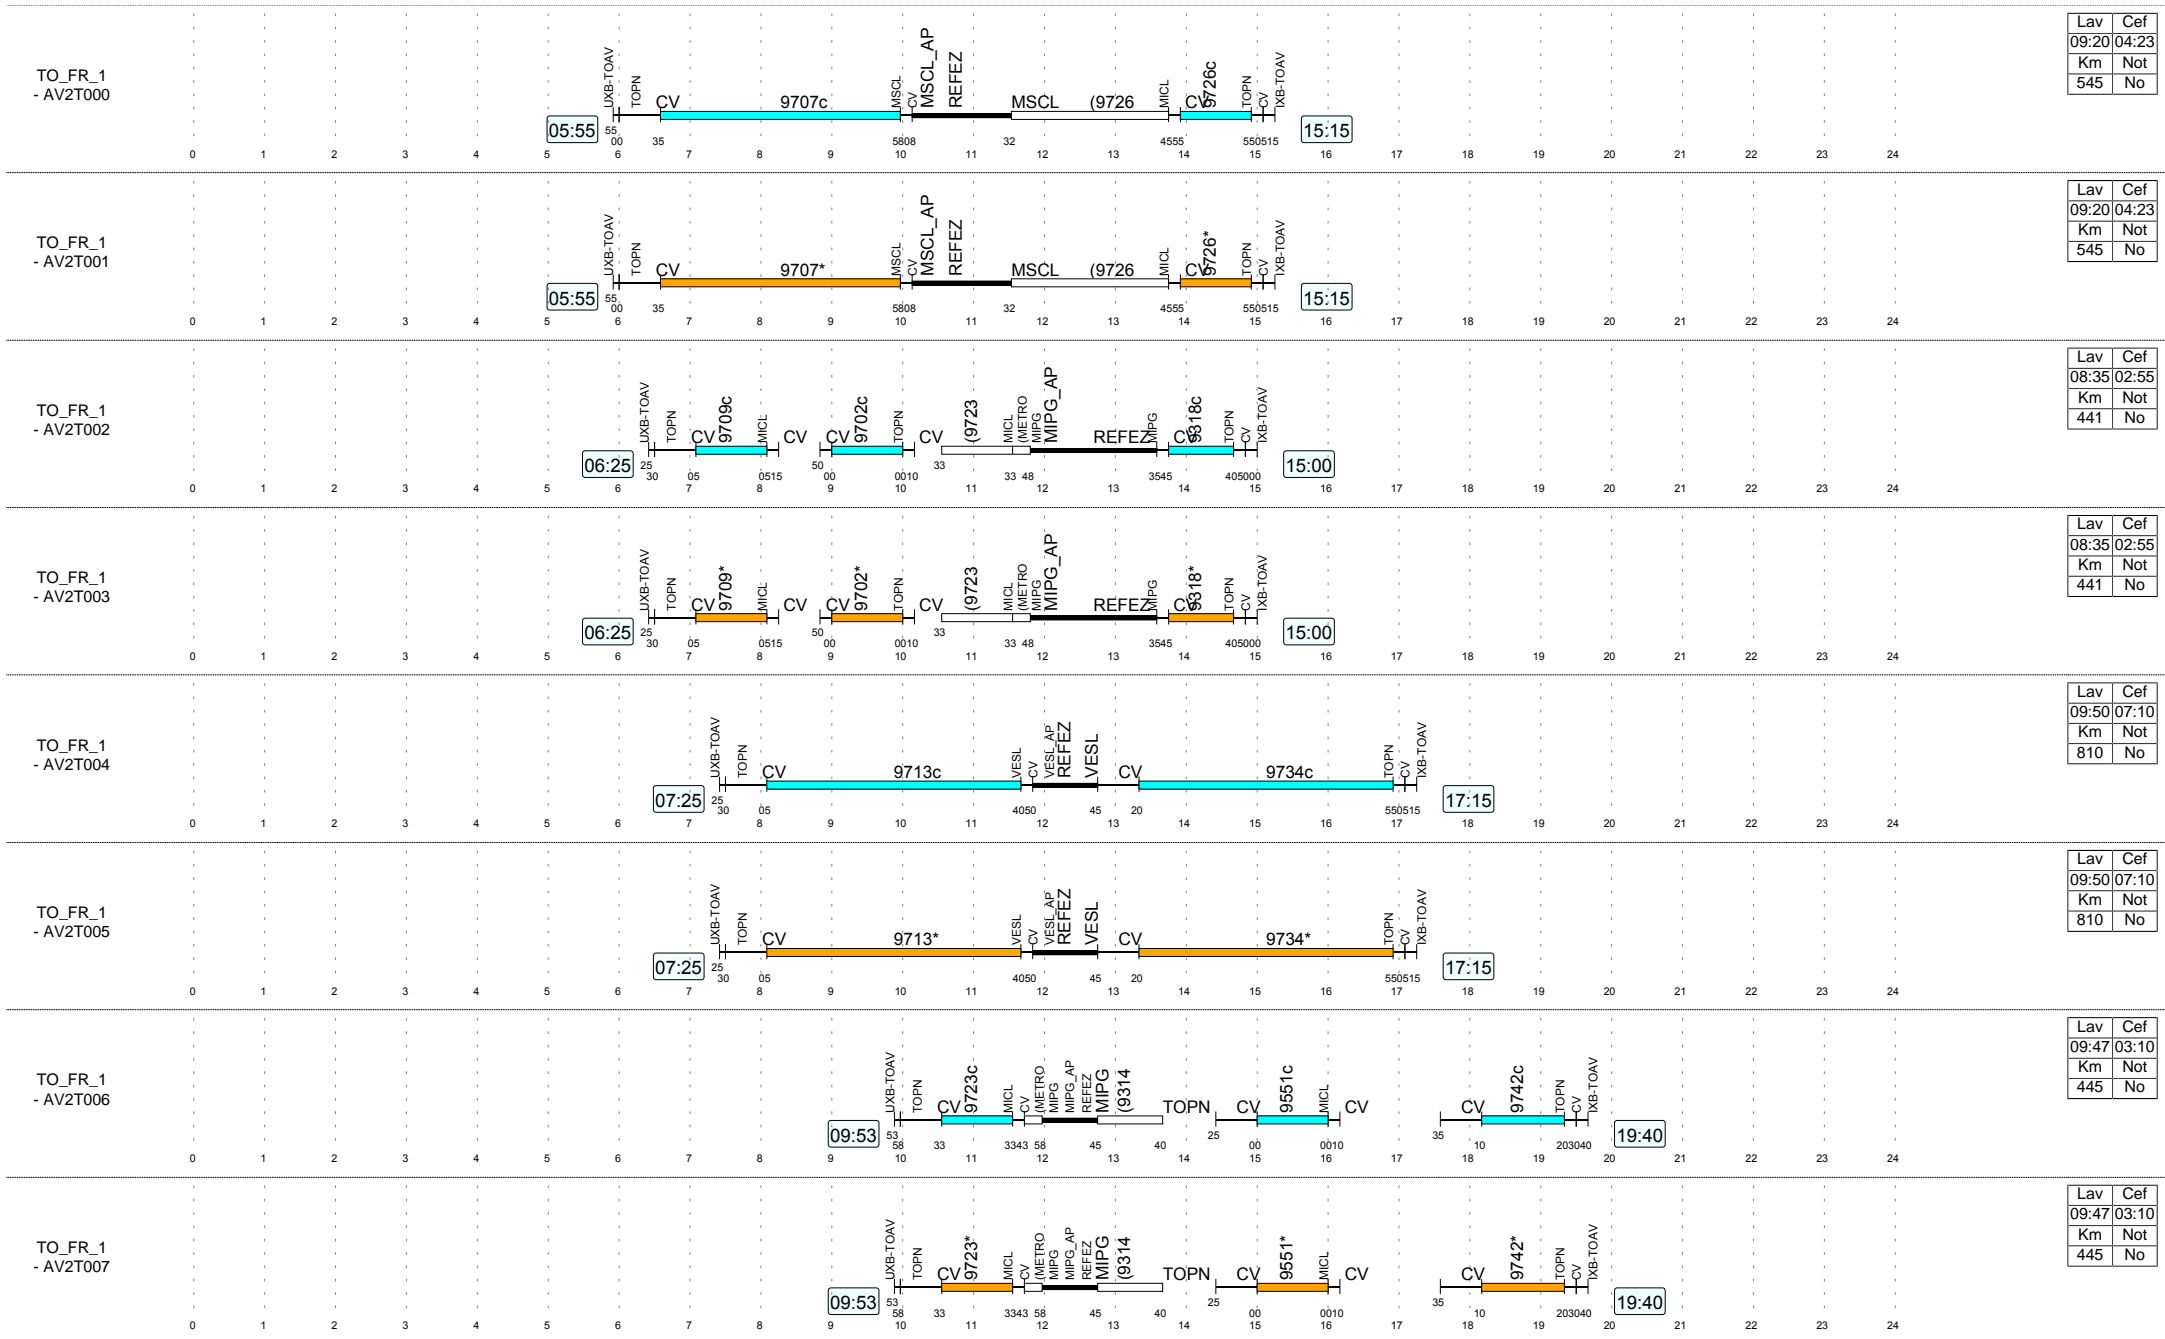 Lav Cef
09:20 04:23
Km Not
545 No
TO_FR_1
- AV2T000
UXB-TOAV TOPN CV 9707c MSCL CV MSCL_AP REFEZ MSCL (9726 MICL CV 9726c TOPN CV IXB-TOAV
05:55 55 00 35 5808 32 4555 550515 15:15
0 1 2 3 4 5 6 7 8 9 10 11 12 13 14 15 16 17 18 19 20 21 22 23 24
Lav Cef
09:20 04:23
Km Not
545 No
TO_FR_1
- AV2T001
UXB-TOAV TOPN CV 9707* MSCL CV MSCL_AP REFEZ MSCL (9726 MICL CV 9726* TOPN CV IXB-TOAV
05:55 55 00 35 5808 32 4555 550515 15:15
0 1 2 3 4 5 6 7 8 9 10 11 12 13 14 15 16 17 18 19 20 21 22 23 24
Lav Cef
08:35 02:55
Km Not
441 No
TO_FR_1
- AV2T002
UXB-TOAV TOPN CV 9709c MICL CV CV 9702c TOPN CV (9723 MICL (METRO MIPG MIPG_AP REFEZ MIPG CV 9318c TOPN CV IXB-TOAV
06:25 25 30 05 0515 50 00 0010 33 33 48 3545 405000 15:00
0 1 2 3 4 5 6 7 8 9 10 11 12 13 14 15 16 17 18 19 20 21 22 23 24
Lav Cef
08:35 02:55
Km Not
441 No
TO_FR_1
- AV2T003
UXB-TOAV TOPN CV 9709* MICL CV CV 9702* TOPN CV (9723 MICL (METRO MIPG MIPG_AP REFEZ MIPG CV 9318* TOPN CV IXB-TOAV
06:25 25 30 05 0515 50 00 0010 33 33 48 3545 405000 15:00
0 1 2 3 4 5 6 7 8 9 10 11 12 13 14 15 16 17 18 19 20 21 22 23 24
Lav Cef
09:50 07:10
Km Not
810 No
TO_FR_1
- AV2T004
UXB-TOAV TOPN CV 9713c VESL CV VESL_AP REFEZ VESL CV 9734c TOPN CV IXB-TOAV
07:25 25 30 05 4050 45 20 550515 17:15
0 1 2 3 4 5 6 7 8 9 10 11 12 13 14 15 16 17 18 19 20 21 22 23 24
Lav Cef
09:50 07:10
Km Not
810 No
TO_FR_1
- AV2T005
UXB-TOAV TOPN CV 9713* VESL CV VESL_AP REFEZ VESL CV 9734* TOPN CV IXB-TOAV
07:25 25 30 05 4050 45 20 550515 17:15
0 1 2 3 4 5 6 7 8 9 10 11 12 13 14 15 16 17 18 19 20 21 22 23 24
Lav Cef
09:47 03:10
Km Not
445 No
TO_FR_1
- AV2T006
UXB-TOAV TOPN CV 9723c MICL CV (METRO MIPG MIPG_AP REFEZ MIPG (9314 TOPN CV 9551c MICL CV CV 9742c TOPN CV IXB-TOAV
09:53 53 58 33 3343 58 45 40 25 00 0010 35 10 203040 19:40
0 1 2 3 4 5 6 7 8 9 10 11 12 13 14 15 16 17 18 19 20 21 22 23 24
Lav Cef
09:47 03:10
Km Not
445 No
TO_FR_1
- AV2T007
UXB-TOAV TOPN CV 9723* MICL CV (METRO MIPG MIPG_AP REFEZ MIPG (9314 TOPN CV 9551* MICL CV CV 9742* TOPN CV IXB-TOAV
09:53 53 58 33 3343 58 45 40 25 00 0010 35 10 203040 19:40
0 1 2 3 4 5 6 7 8 9 10 11 12 13 14 15 16 17 18 19 20 21 22 23 24